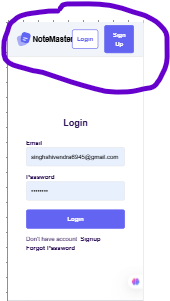 NoteMaster
Login
Sign
Up
Login
Email
singhshivendra6945@gmail.com
Password
••••••••
Login
Don't have account Signup
Forgot Password